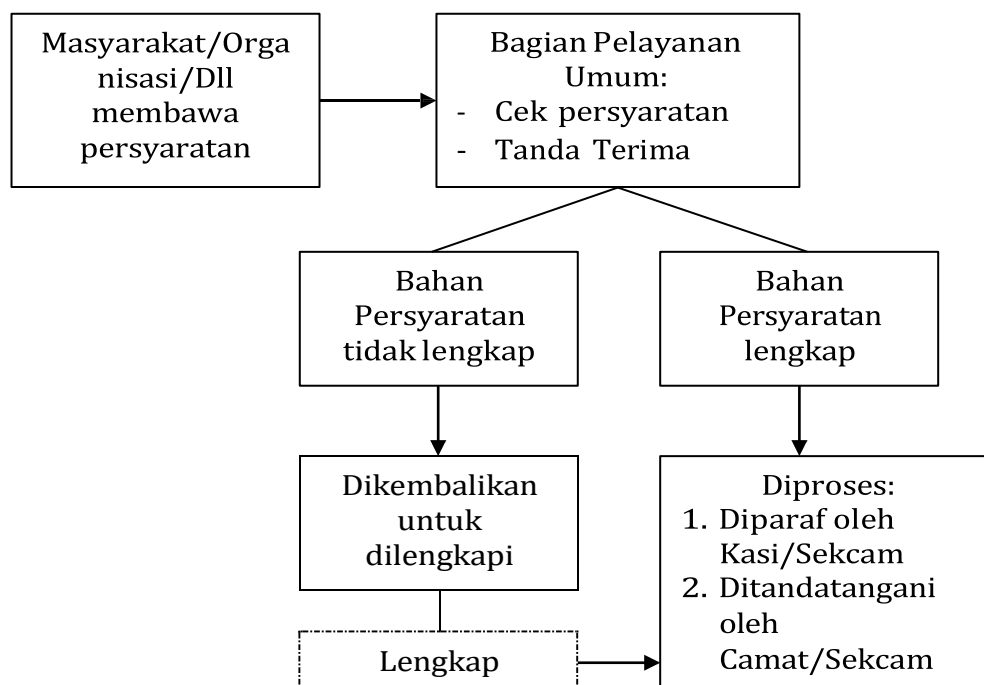 Masyarakat/Orga
nisasi/Dll
membawa
persyaratan
Bagian Pelayanan
Umum:
- Cek persyaratan
- Tanda Terima
Bahan
Persyaratan
tidak lengkap
Bahan
Persyaratan
lengkap
Dikembalikan
untuk
dilengkapi
Lengkap
Diproses:
1. Diparaf oleh
Kasi/Sekcam
2. Ditandatangani
oleh
Camat/Sekcam